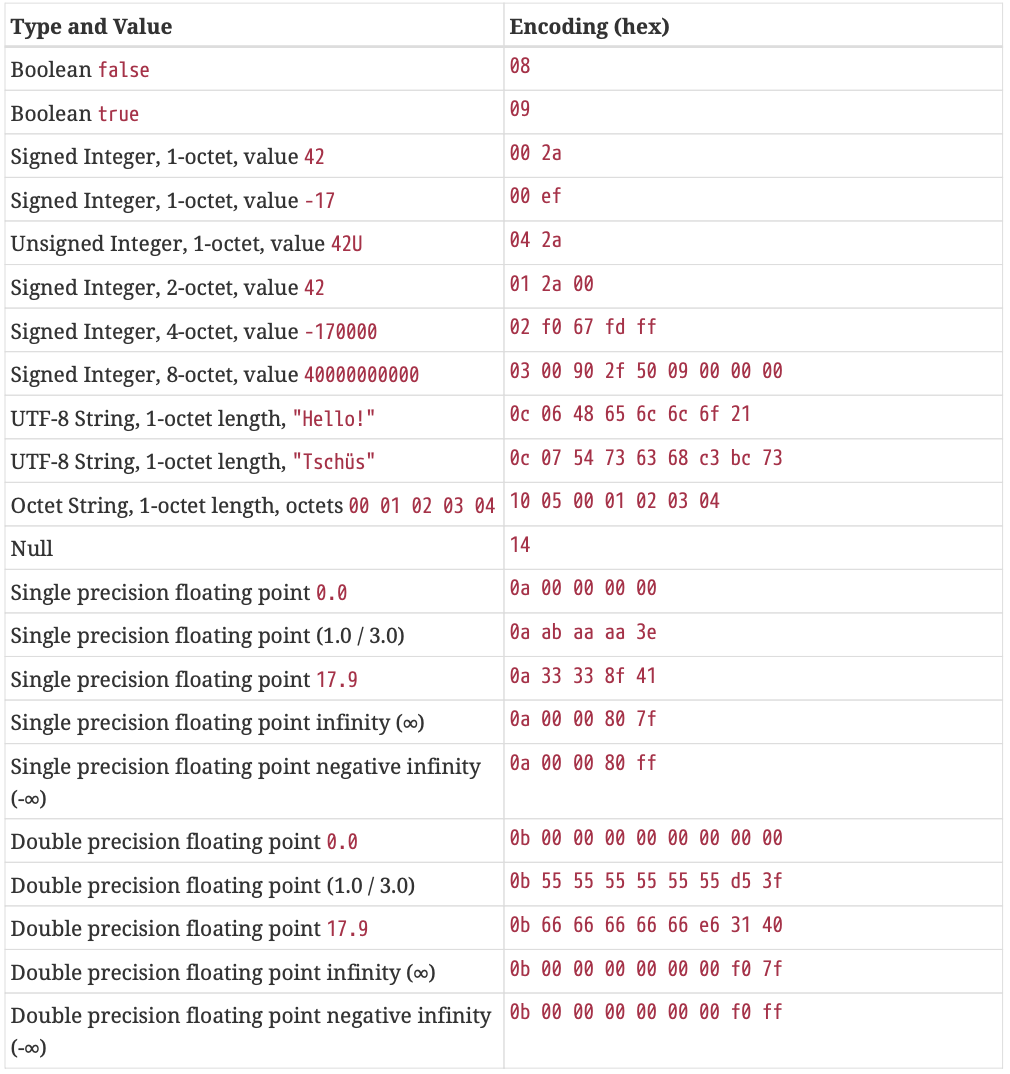 Type and Value Encoding (hex)
Boolean false 08
Boolean true 09
Signed Integer, 1-octet, value 42 00 2a
Signed Integer, 1-octet, value -17 00 ef
Unsigned Integer, 1-octet, value 42U 04 2a
Signed Integer, 2-octet, value 42 01 2a 00
Signed Integer, 4-octet, value -170000 02 f0 67 fd ff
Signed Integer, 8-octet, value 40000000000 03 00 90 2f 50 09 00 00 00
UTF-8 String, 1-octet length, "Hello!" 0c 06 48 65 6c 6c 6f 21
UTF-8 String, 1-octet length, "Tschüs" 0c 07 54 73 63 68 c3 bc 73
Octet String, 1-octet length, octets 00 01 02 03 04 10 05 00 01 02 03 04
Null 14
Single precision floating point 0.0 0a 00 00 00 00
Single precision floating point (1.0 / 3.0) 0a ab aa aa 3e
Single precision floating point 17.9 0a 33 33 8f 41
Single precision floating point infinity (∞) 0a 00 00 80 7f
Single precision floating point negative infinity 0a 00 00 80 ff
(-∞)
Double precision floating point 0.0 0b 00 00 00 00 00 00 00 00
Double precision floating point (1.0 / 3.0) 0b 55 55 55 55 55 55 d5 3f
Double precision floating point 17.9 0b 66 66 66 66 66 e6 31 40
Double precision floating point infinity (∞) 0b 00 00 00 00 00 00 f0 7f
Double precision floating point negative infinity 0b 00 00 00 00 00 00 f0 ff
(-∞)